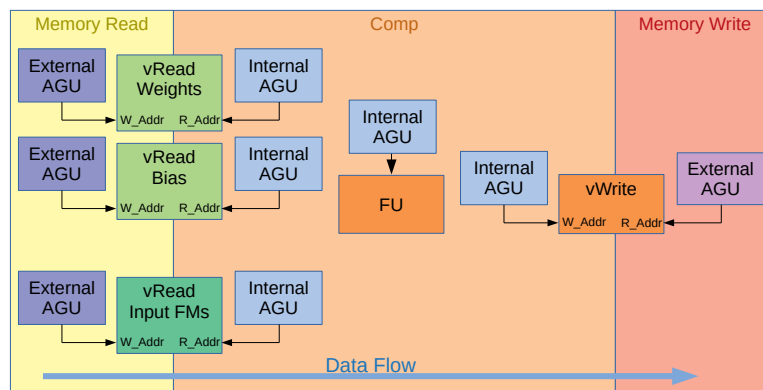 Memory Read
Comp
Memory Write
External
AGU
vRead
Weights
W_Addr
R_Addr
Internal
AGU
External
AGU
vRead
Bias
W_Addr
R_Addr
Internal
AGU
Internal
AGU
FU
Internal
AGU
vWrite
W_Addr
R_Addr
External
AGU
External
AGU
vRead
Input FMs
W_Addr
R_Addr
Internal
AGU
Data Flow